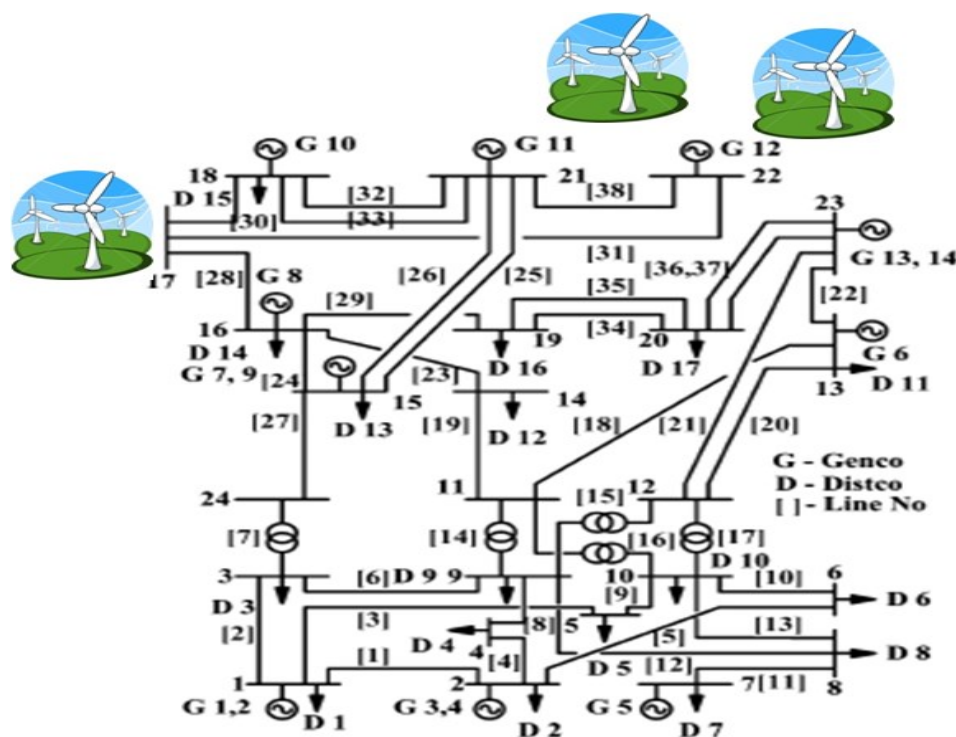 G 10
G 11
G 12
18
21
22
[32]
[38]
D 15
[30]
[33]
23
[31]
17
[28]
[26]
[25]
[36,37]
G 13, 14
G 8
[29]
[35]
[22]
16
19
[34]
20
D 14
D 16
D 17
G 6
G 7, 9
[24]
[23]
13
D 11
15
14
[27]
D 13
[19]
D 12
[18]
[21]
[20]
G - Genco
D - Distco
[ ] - Line No
24
11
[15]
12
[7]
[14]
[16]
[17]
D 10
3
[6]
D 9
9
10
[10]
6
D 3
[9]
D 6
[2]
[3]
[8]
5
[13]
D 4
4
[5]
[1]
[4]
D 5
[12]
D 8
1
2
7
[11]
8
G 1,2
D 1
G 3,4
D 2
G 5
D 7